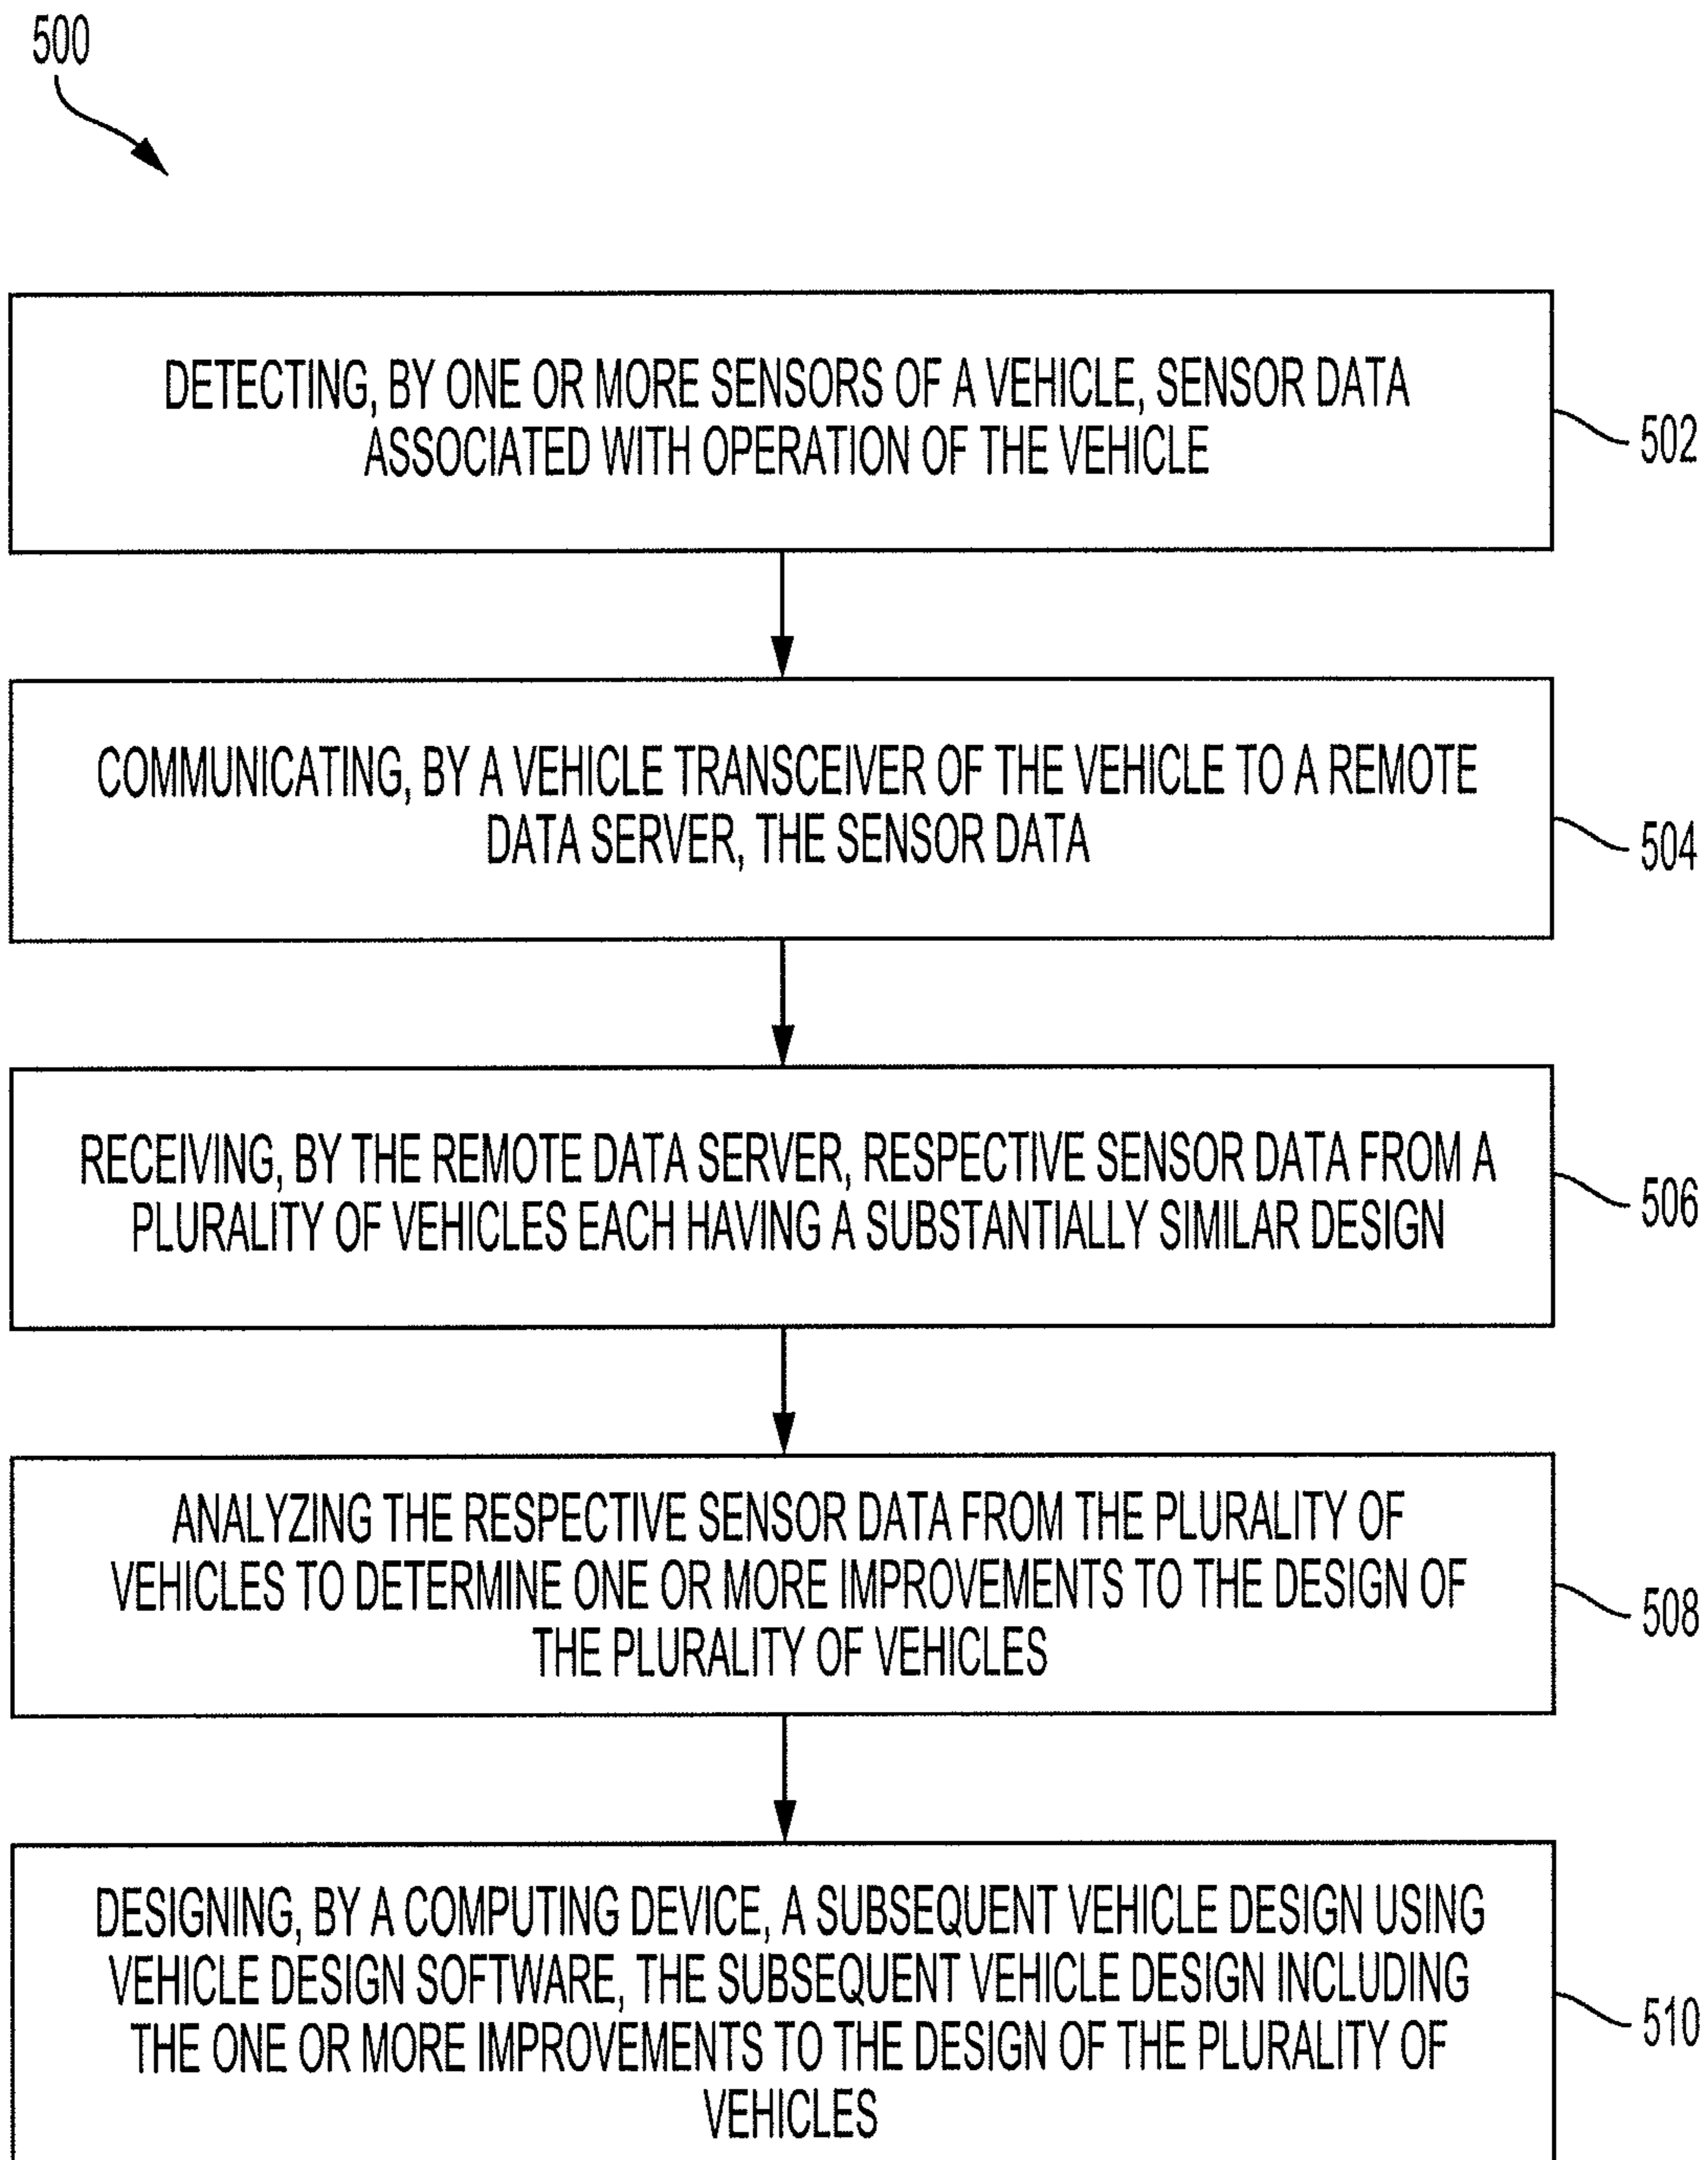 500
DETECTING, BY ONE OR MORE SENSORS OF A VEHICLE, SENSOR DATA
ASSOCIATED WITH OPERATION OF THE VEHICLE
502
COMMUNICATING, BY A VEHICLE TRANSCEIVER OF THE VEHICLE TO A REMOTE
DATA SERVER, THE SENSOR DATA
504
RECEIVING, BY THE REMOTE DATA SERVER, RESPECTIVE SENSOR DATA FROM A
PLURALITY OF VEHICLES EACH HAVING A SUBSTANTIALLY SIMILAR DESIGN
506
ANALYZING THE RESPECTIVE SENSOR DATA FROM THE PLURALITY OF
VEHICLES TO DETERMINE ONE OR MORE IMPROVEMENTS TO THE DESIGN OF
THE PLURALITY OF VEHICLES
508
DESIGNING, BY A COMPUTING DEVICE, A SUBSEQUENT VEHICLE DESIGN USING
VEHICLE DESIGN SOFTWARE, THE SUBSEQUENT VEHICLE DESIGN INCLUDING
THE ONE OR MORE IMPROVEMENTS TO THE DESIGN OF THE PLURALITY OF
VEHICLES
510